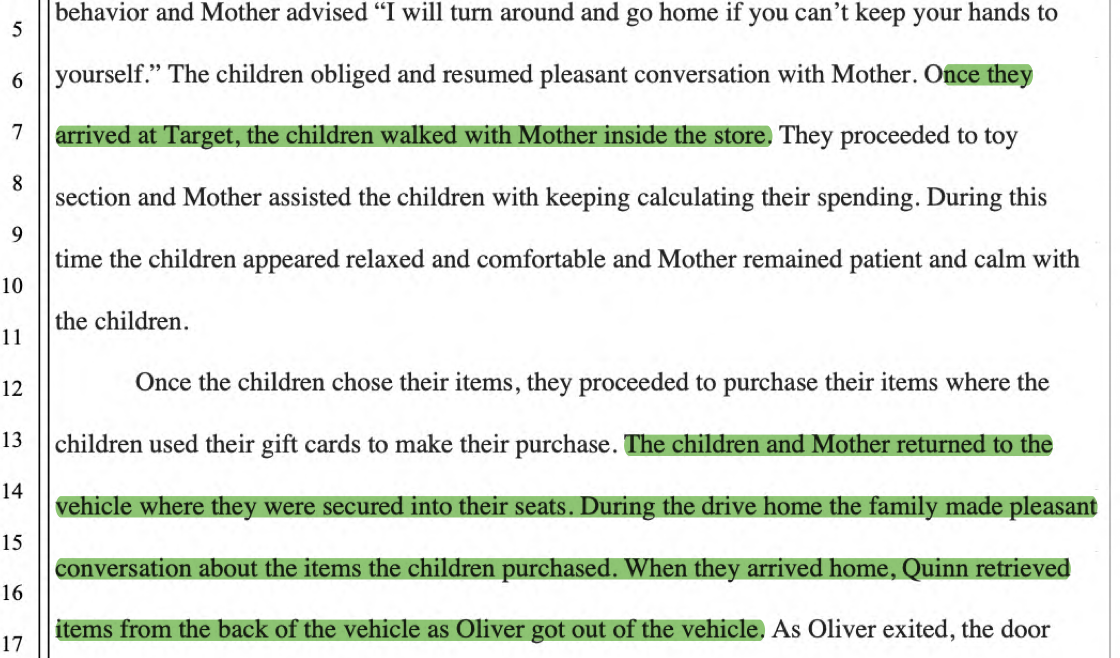 behavior and Mother advised “I will turn around and go home if you can’t keep your hands to
5
yourself.” The children obliged and resumed pleasant conversation with Mother. Once they
6
arrived at Target, the children walked with Mother inside the store. They proceeded to toy
7
section and Mother assisted the children with keeping calculating their spending. During this
8
9
time the children appeared relaxed and comfortable and Mother remained patient and calm with
10
the children.
11
12 Once the children chose their items, they proceeded to purchase their items where the
13 children used their gift cards to make their purchase. The children and Mother returned to the
14
vehicle where they were secured into their seats. During the drive home the family made pleasant
15
conversation about the items the children purchased. When they arrived home, Quinn retrieved
16
items from the back of the vehicle as Oliver got out of the vehicle. As Oliver exited, the door
17